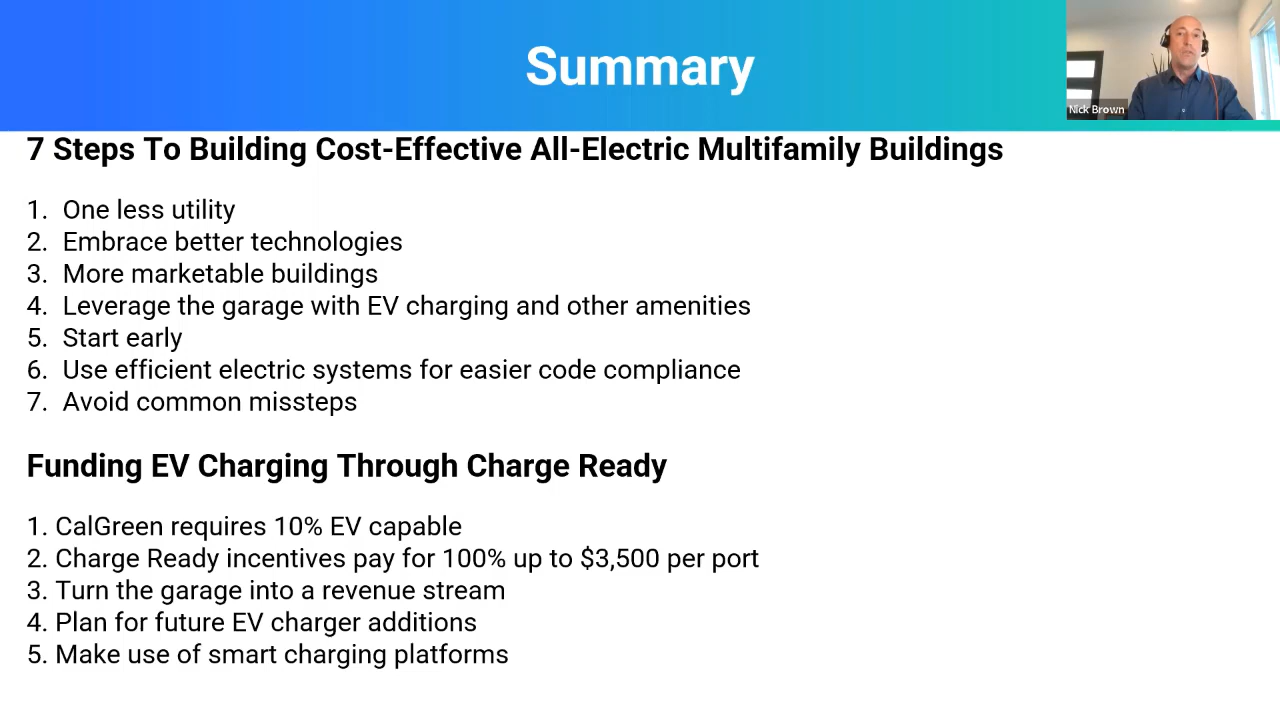 Summary
Nick Brown
7 Steps To Building Cost-Effective All-Electric Multifamily Buildings
1. One less utility
2. Embrace better technologies
3. More marketable buildings
4. Leverage the garage with EV charging and other amenities
5. Start early
6. Use efficient electric systems for easier code compliance
7. Avoid common missteps
Funding EV Charging Through Charge Ready
1. CalGreen requires 10% EV capable
2. Charge Ready incentives pay for 100% up to $3,500 per port
3. Turn the garage into a revenue stream
4. Plan for future EV charger additions
5. Make use of smart charging platforms